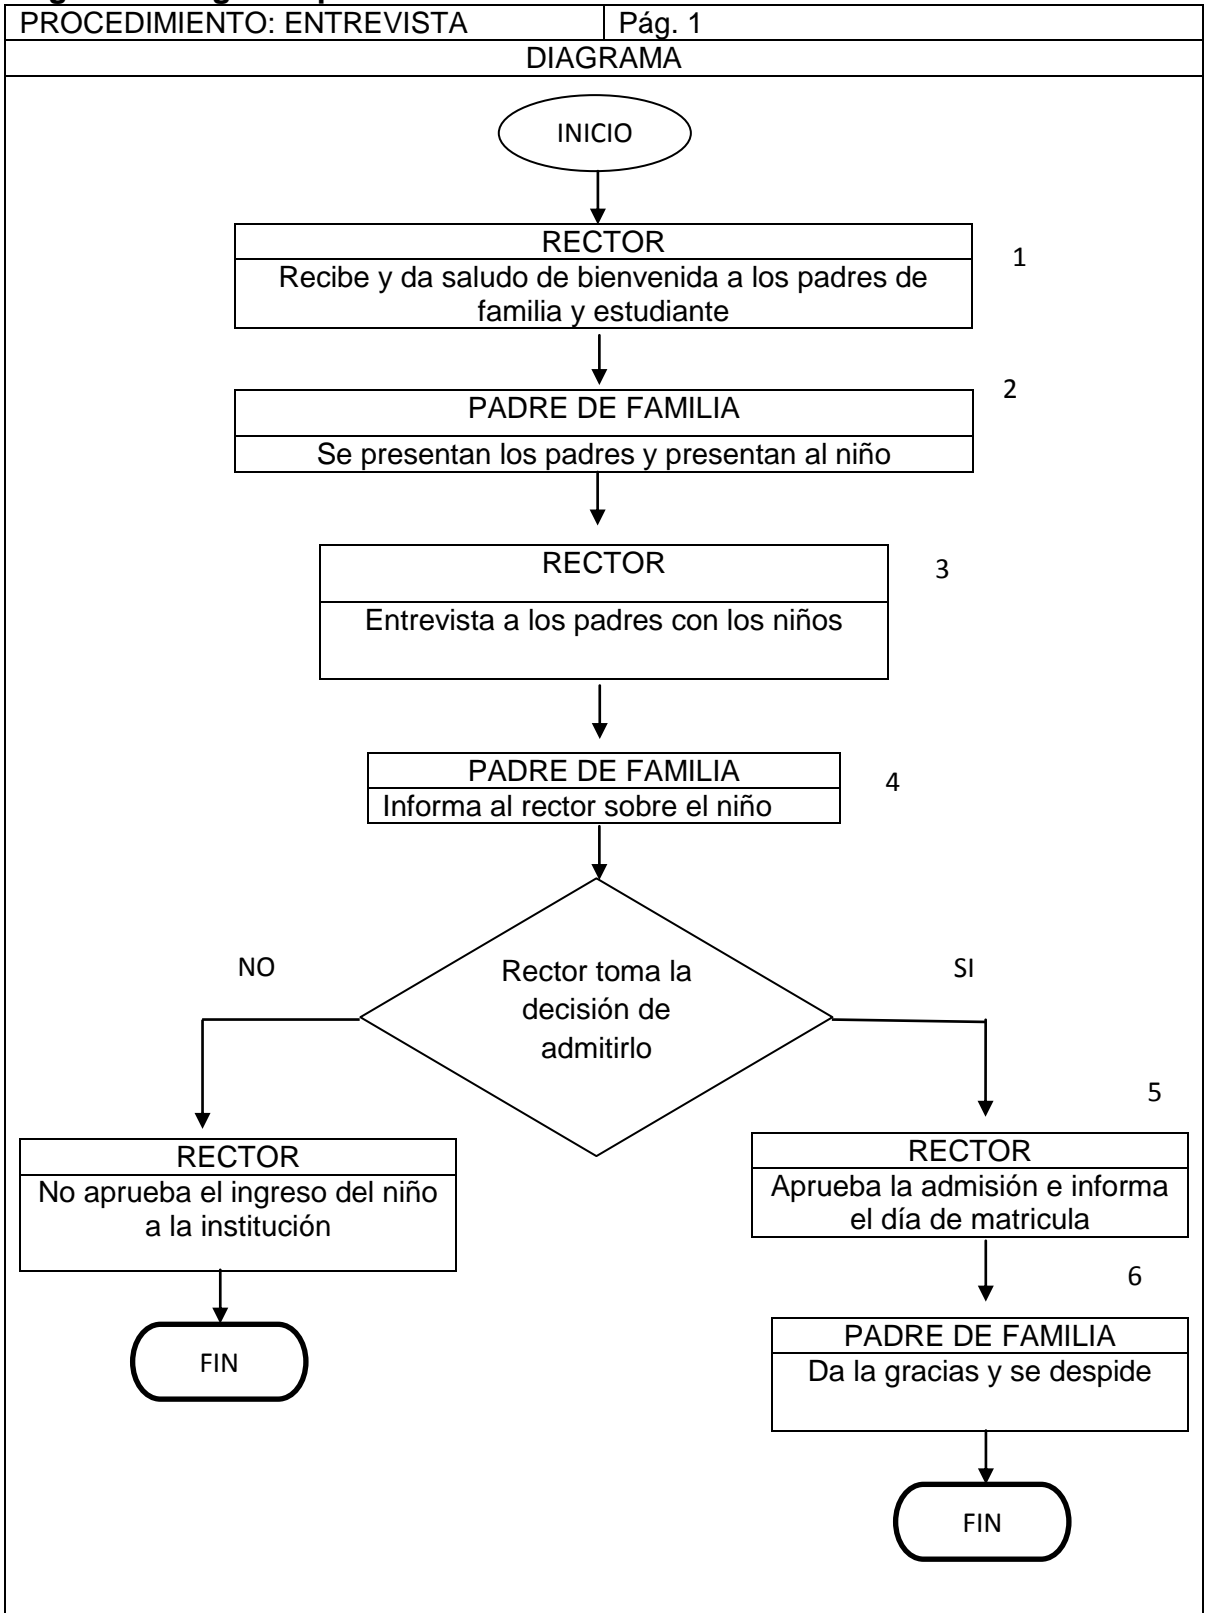 PROCEDIMIENTO: ENTREVISTA
Pág. 1
DIAGRAMA
INICIO
RECTOR
1
Recibe y da saludo de bienvenida a los padres de
familia y estudiante
2
PADRE DE FAMILIA
Se presentan los padres y presentan al niño
RECTOR
3
Entrevista a los padres con los niños
PADRE DE FAMILIA
4
Informa al rector sobre el niño
Rector toma la
decisión de
admitirlo
NO
SI
RECTOR
No aprueba el ingreso del niño
a la institución
FIN
5
RECTOR
Aprueba la admisión e informa
el día de matricula
6
PADRE DE FAMILIA
Da la gracias y se despide
FIN